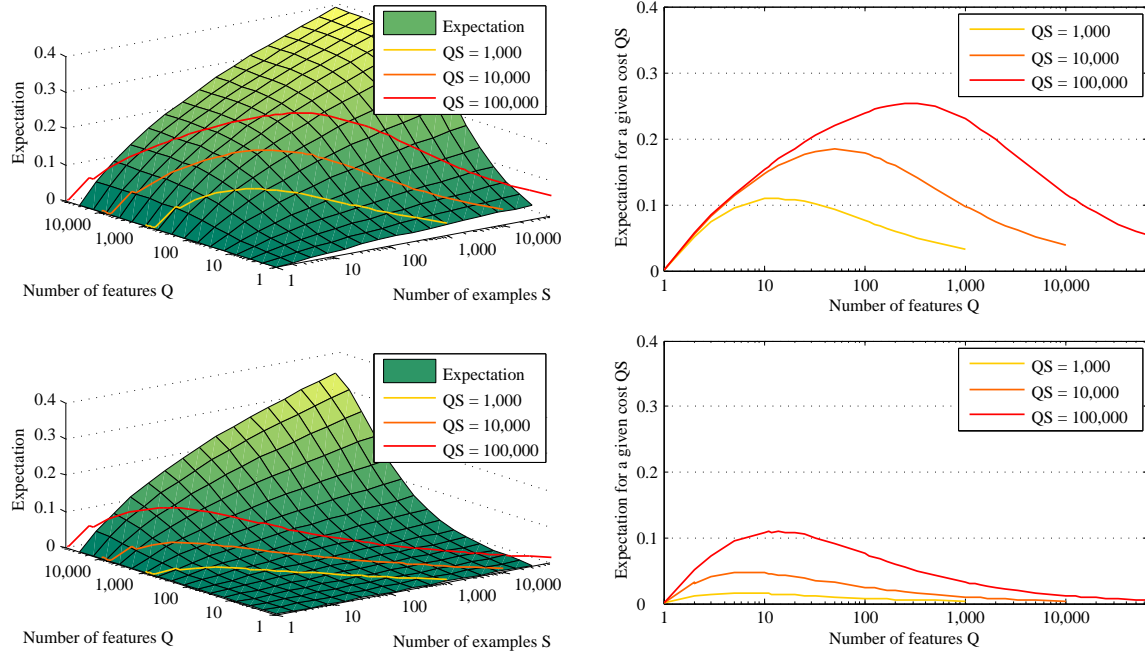 0.4
0.3
0.2
0.1
0
Expectation
10,000
1,000
100
10
1
Number of features Q
1
10
100
1,000
10,000
Number of examples S
Expectation
QS = 1,000
QS = 10,000
QS = 100,000
0.4
0.3
0.2
0.1
0
Expectation for a given cost QS
1
10
100
1,000
10,000
Number of features Q
QS = 1,000
QS = 10,000
QS = 100,000
0.4
0.3
0.2
0.1
0
Expectation
10,000
1,000
100
10
1
Number of features Q
1
10
100
1,000
10,000
Number of examples S
Expectation
QS = 1,000
QS = 10,000
QS = 100,000
0.4
0.3
0.2
0.1
0
Expectation for a given cost QS
1
10
100
1,000
10,000
Number of features Q
QS = 1,000
QS = 10,000
QS = 100,000